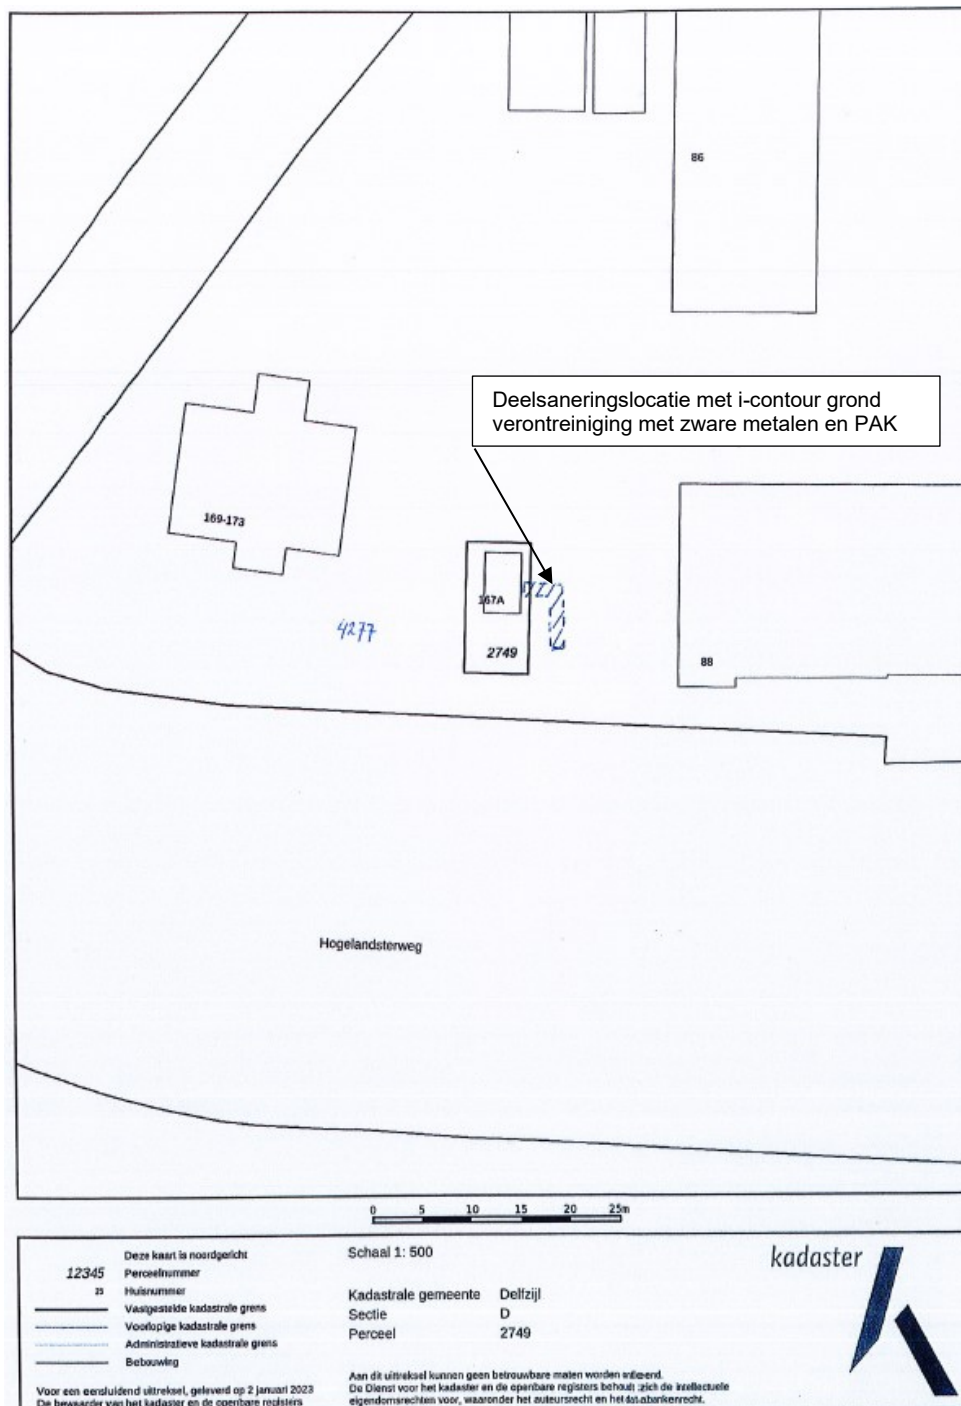 86
Deelsaneringslocatie met i-contour grond
verontreiniging met zware metalen en PAK
169-173
167A
4277
2749
88
Hogelandsterweg
0 5 10 15 20 25m
Deze kaart is noordgericht
12345 Perceelnummer
25 Huisnummer
Vastgestelde kadastrale grens
Voorlopige kadastrale grens
Administratieve kadastrale grens
Bebouwing
Voor een eensluidend uittreksel, geleverd op 2 januari 2023
De bewaarder van het kadaster en de openbare registers
Schaal 1: 500
Kadastrale gemeente Delfzijl
Sectie D
Perceel 2749
Aan dit uittreksel kunnen geen betrouwbare maten worden ontleend.
De Dienst voor het kadaster en de openbare registers behoudt zich de intellectuele
eigendomsrechten voor, waaronder het auteursrecht en het databankenrecht.
kadaster